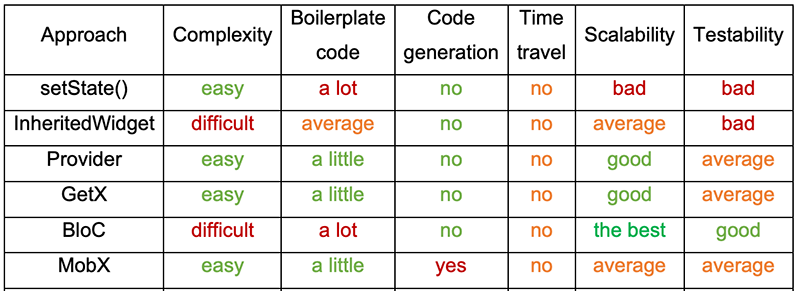 Approach Complexity Boilerplate code Code generation Time travel Scalability Testability
setState() easy a lot no no bad bad
InheritedWidget difficult average no no average bad
Provider easy a little no no good average
GetX easy a little no no good average
BloC difficult a lot no no the best good
MobX easy a little yes no average average